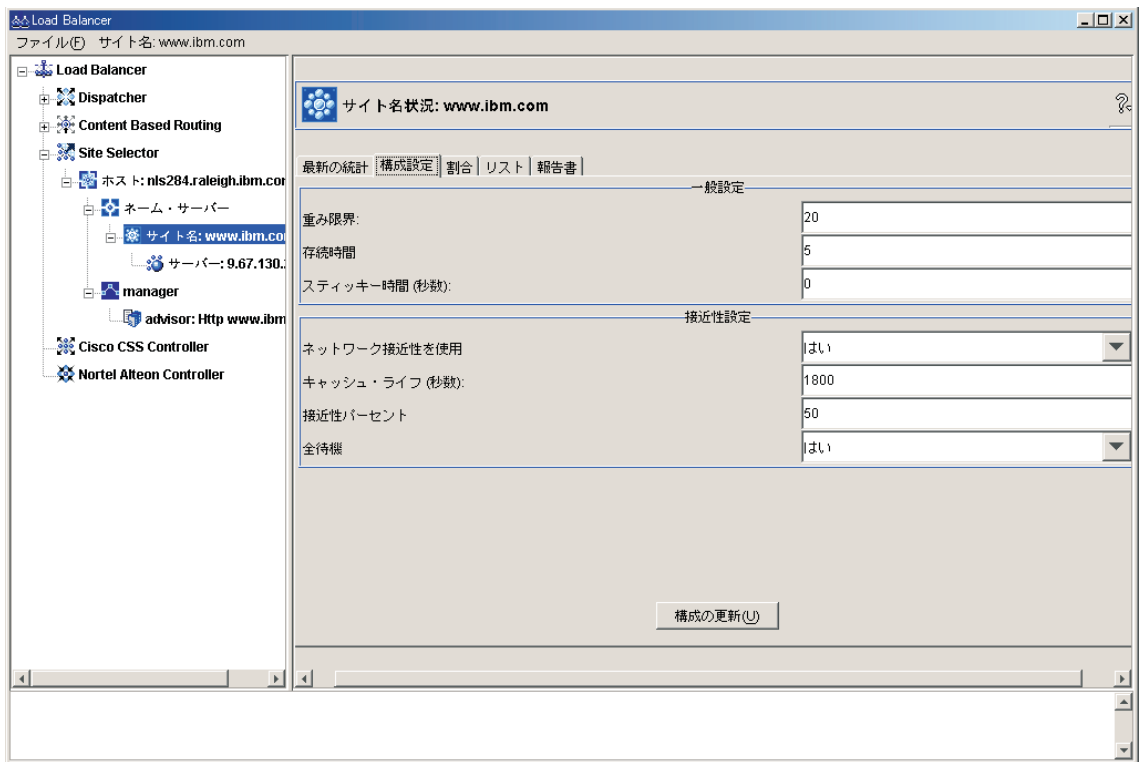 Load Balancer
ファイル(F) サイト名: www.ibm.com
Load Balancer
Dispatcher
Content Based Routing
Site Selector
ホスト: nls284.raleigh.ibm.cor
ネーム・サーバー
サイト名: www.ibm.co
サーバー: 9.67.130.
manager
advisor: Http www.ibm
Cisco CSS Controller
Nortel Alteon Controller
サイト名状況: www.ibm.com
最新の統計 構成設定 割合 リスト 報告書
一般設定
重み限界: 20
存続時間 5
スティッキー時間 (秒数): 0
接近性設定
ネットワーク接近性を使用 はい
キャッシュ・ライフ (秒数): 1800
接近性パーセント 50
全待機 はい
構成の更新(U)